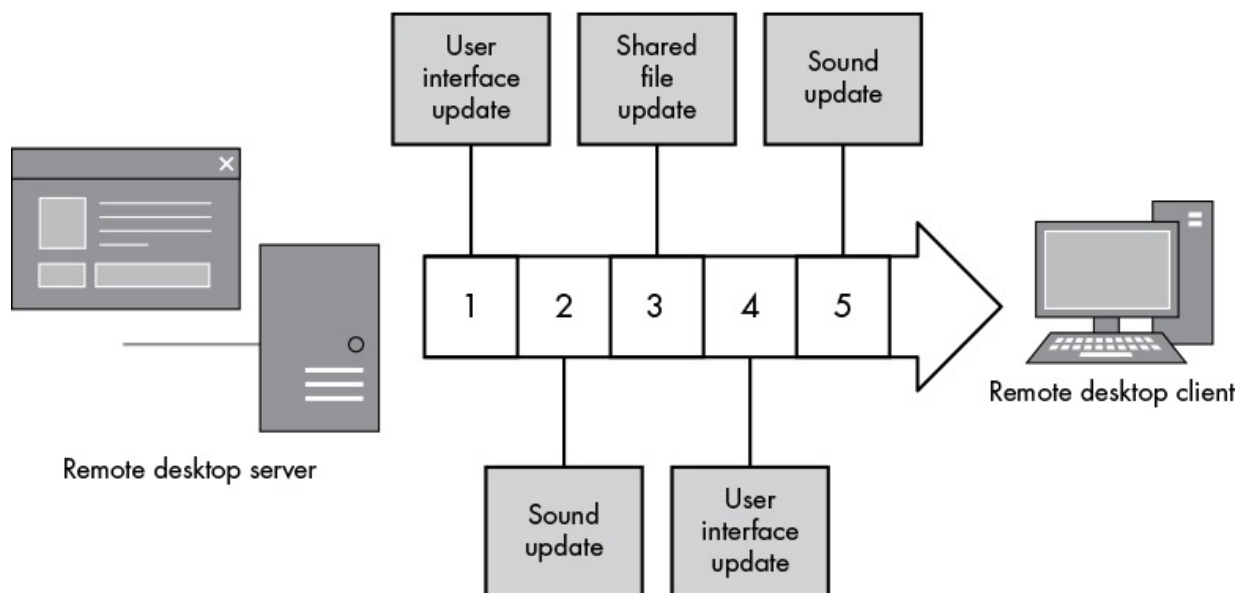 User
interface
update
Shared
file
update
Sound
update
1 2 3 4 5
Remote desktop server
Remote desktop client
Sound
update
User
interface
update